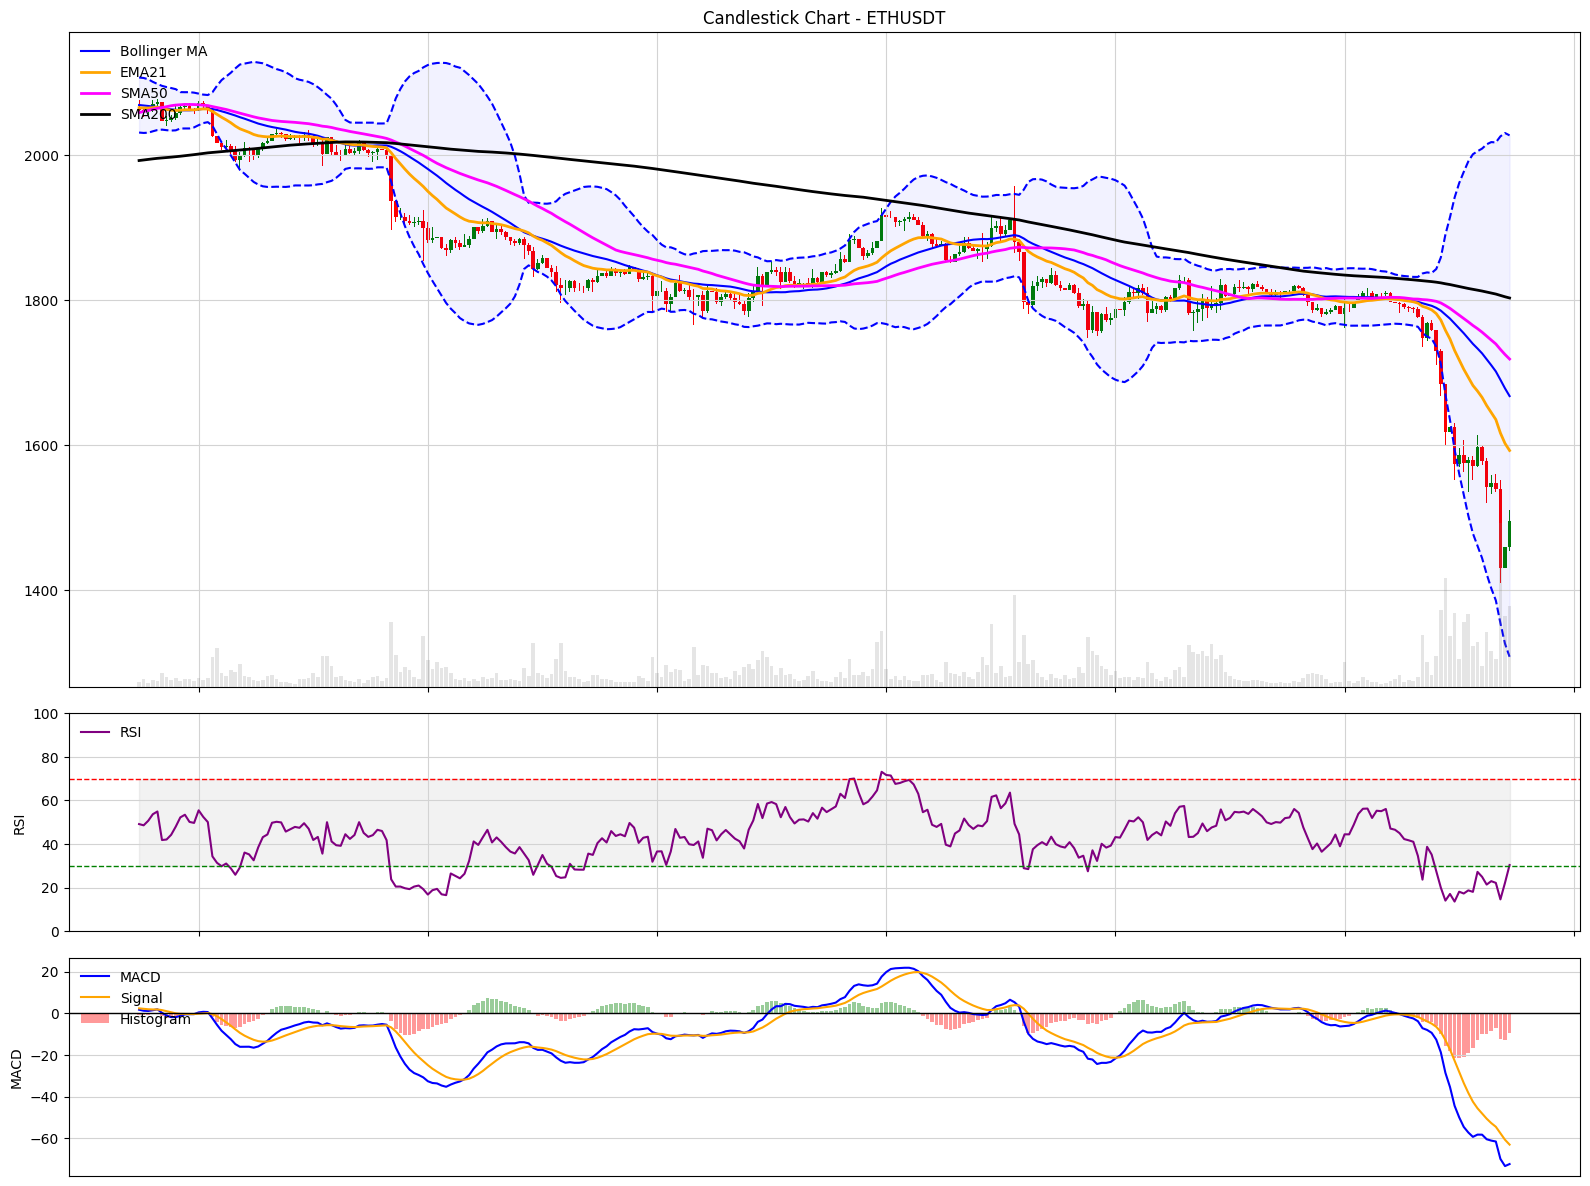 Candlestick Chart - ETHUSDT
Bollinger MA
EMA21
SMA50
SMA200
2000
1800
1600
1400
RSI
100
80
60
40
20
0
RSI
MACD
Signal
Histogram
20
0
−20
−40
−60
MACD